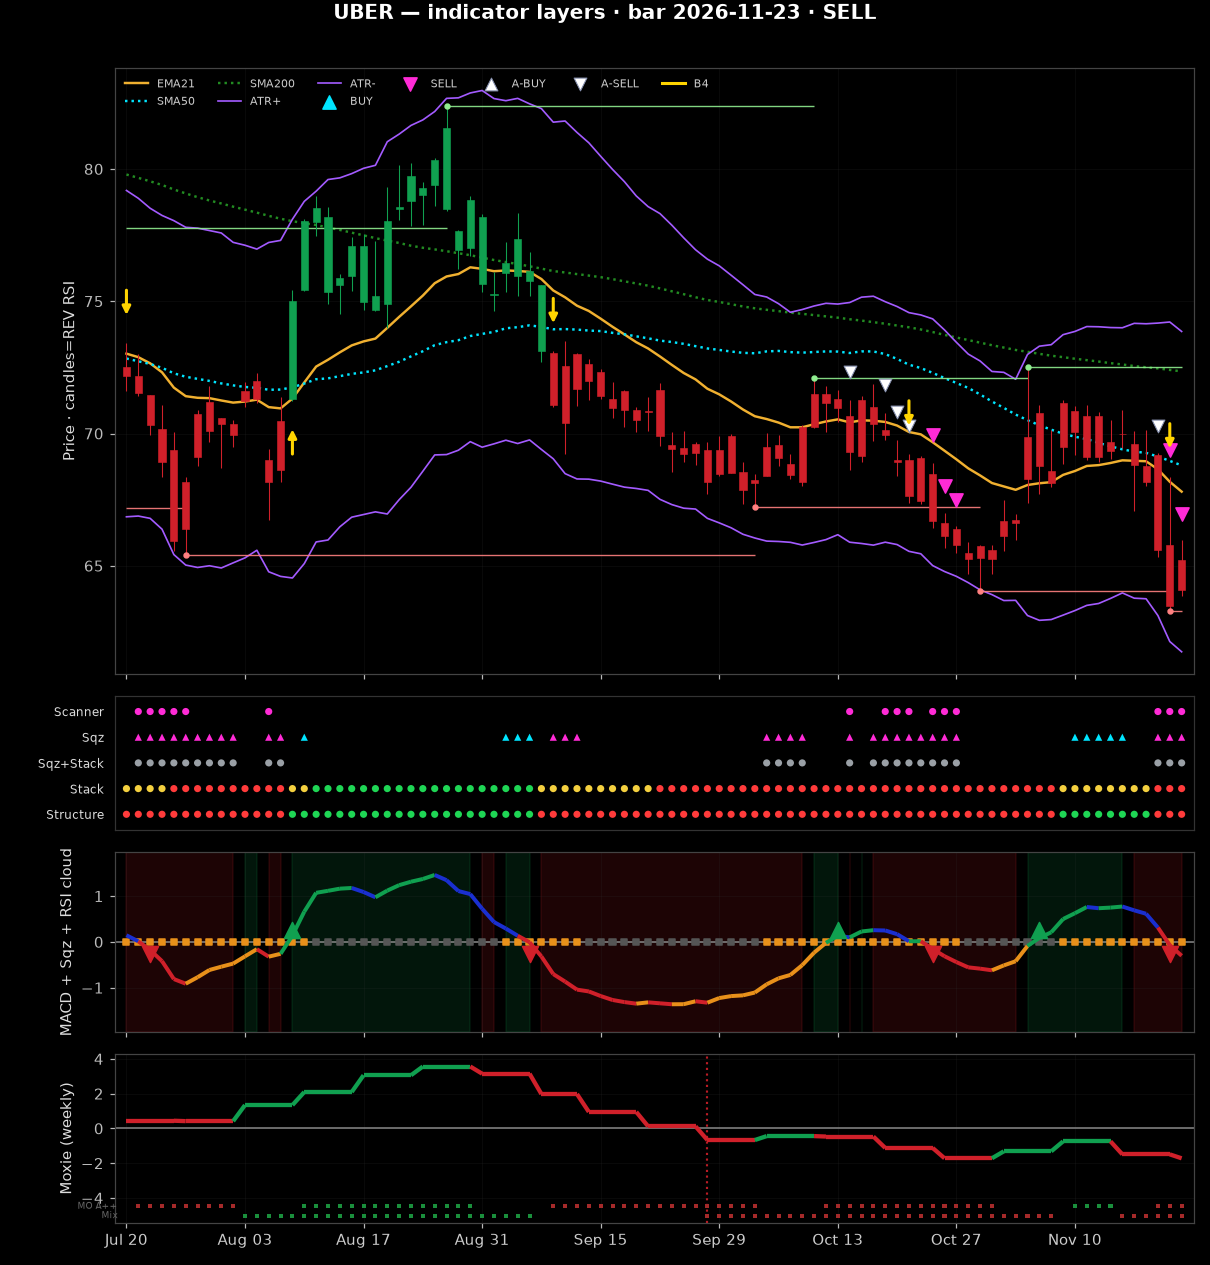 UBER — indicator layers · bar 2026-11-23 · SELL
EMA21 SMA200 ATR- SELL A-BUY A-SELL B4
SMA50 ATR+ BUY
Price · candles=REV RSI
80
75
70
65
Scanner
Sqz
Sqz+Stack
Stack
Structure
MACD + Sqz + RSI cloud
1
0
−1
Moxie (weekly)
4
2
0
−2
−4
MO A++
Mix
Jul 20 Aug 03 Aug 17 Aug 31 Sep 15 Sep 29 Oct 13 Oct 27 Nov 10